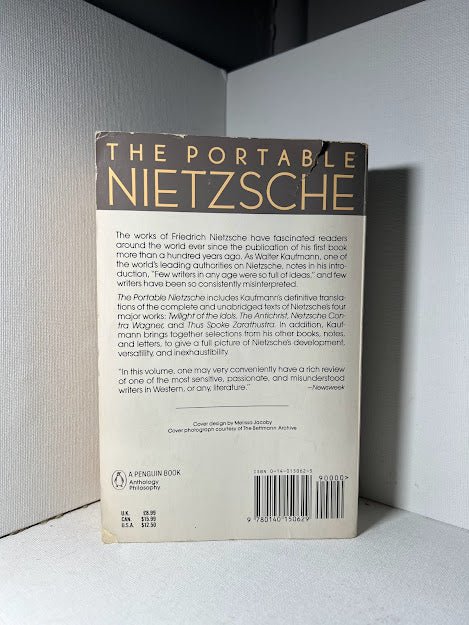 THE PORTABLE
NIETZSCHE
The works of Friedrich Nietzsche have fascinated readers
around the world ever since the publication of his first book
more than a hundred years ago. As Walter Kaufmann, one of
the world's leading authorities on Nietzsche, notes in his intro-
duction, "Few writers in any age were so full of ideas," and few
writers have been so consistently misinterpreted.
The Portable Nietzsche includes Kaufmann's definitive transla-
tions of the complete and unabridged texts of Nietzsche's four
major works: Twilight of the Idols, The Antichrist, Nietzsche Con-
tra Wagner, and Thus Spoke Zarathustra. In addition, Kauf-
mann brings together selections from his other books, notes,
and letters, to give a full picture of Nietzsche's development,
versatility, and inexhaustibility.
"In this volume, one may very conveniently have a rich review
of one of the most sensitive, passionate, and misunderstood
writers in Western, or any, literature."
—Newsweek
Cover design by Melissa Jacoby
Cover photograph courtesy of The Bettmann Archive
A PENGUIN BOOK
Anthology
Philosophy
U.K. £8.99
CAN. $15.99
U.S.A. $12.50
ISBN 0-14-015062-5
90000>
9 780140 150629